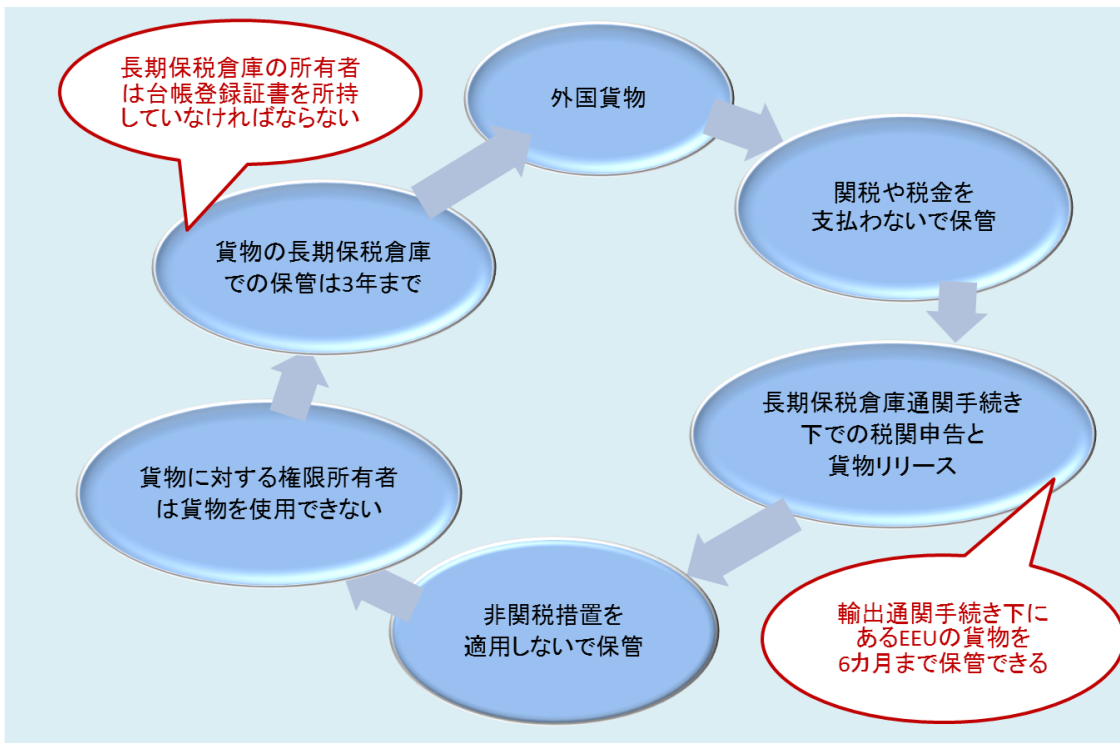 長期保税倉庫の所有者
は台帳登録証書を所持
していなければならない
外国貨物
関税や税金を
支払わないで保管
長期保税倉庫通関手続き
下での税関申告と
貨物リリース
輸出通関手続き下に
あるEEUの貨物を
6カ月まで保管できる
非関税措置を
適用しないで保管
貨物に対する権限所有者
は貨物を使用できない
貨物の長期保税倉庫
での保管は3年まで